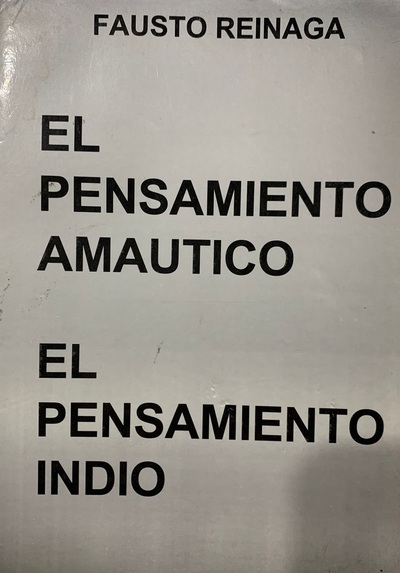 FAUSTO REINAGA
EL
PENSAMIENTO
AMAUTICO
EL
PENSAMIENTO
INDIO